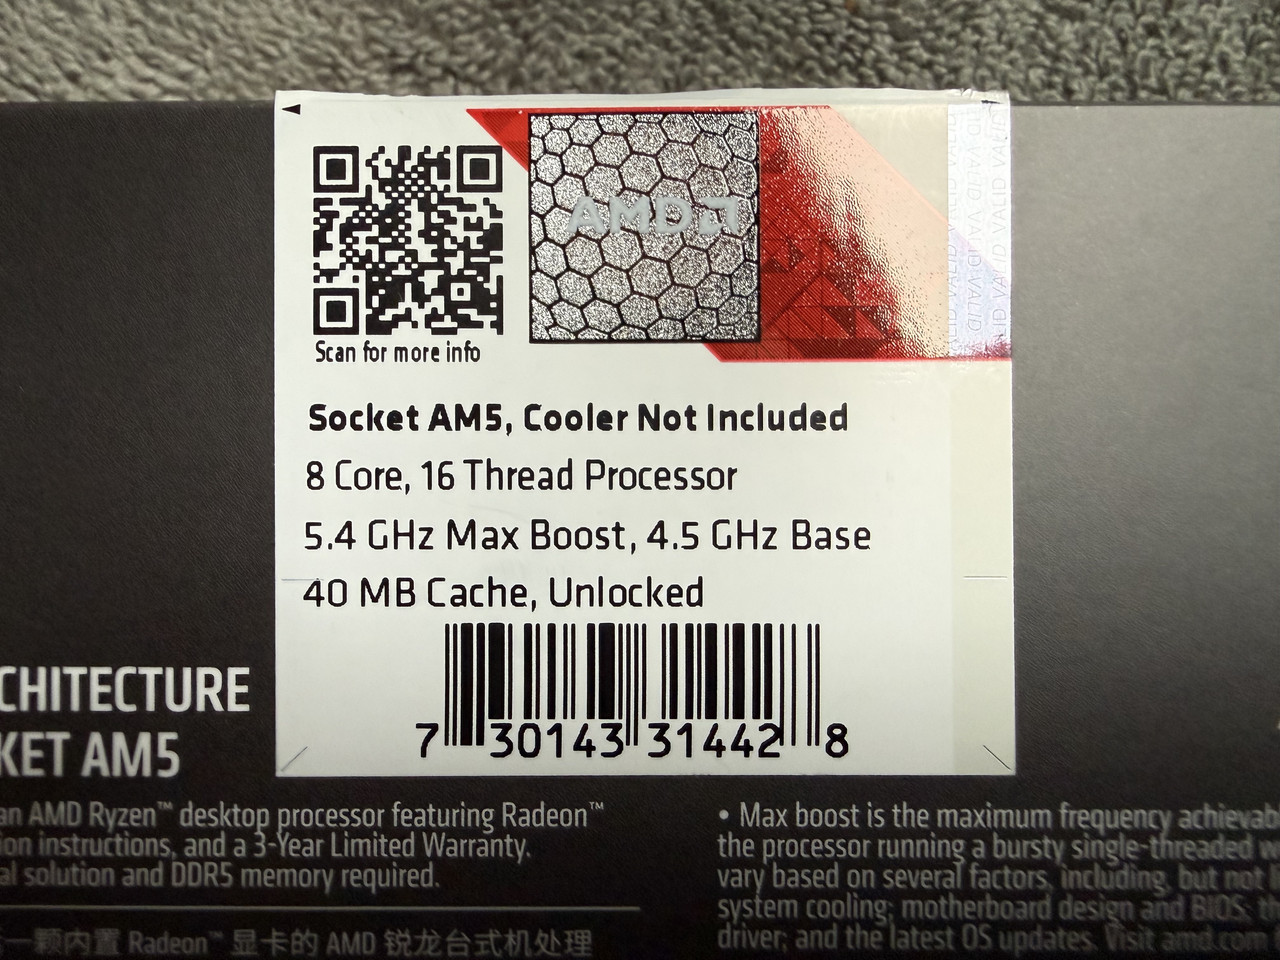 AMD
Scan for more info
VALID VALID VALID
Socket AM5, Cooler Not Included
8 Core, 16 Thread Processor
5.4 GHz Max Boost, 4.5 GHz Base
40 MB Cache, Unlocked
7 30143 31442 8
CHITECTURE
KET AM5
an AMD Ryzen™ desktop processor featuring Radeon™
ion instructions, and a 3-Year Limited Warranty.
al solution and DDR5 memory required.
一颗内置 Radeon™ 显卡的 AMD 锐龙台式机处理
• Max boost is the maximum frequency achievab
the processor running a bursty single-threaded w
vary based on several factors, including, but not
system cooling; motherboard design and BIOS; th
driver; and the latest OS updates. Visit amd.com